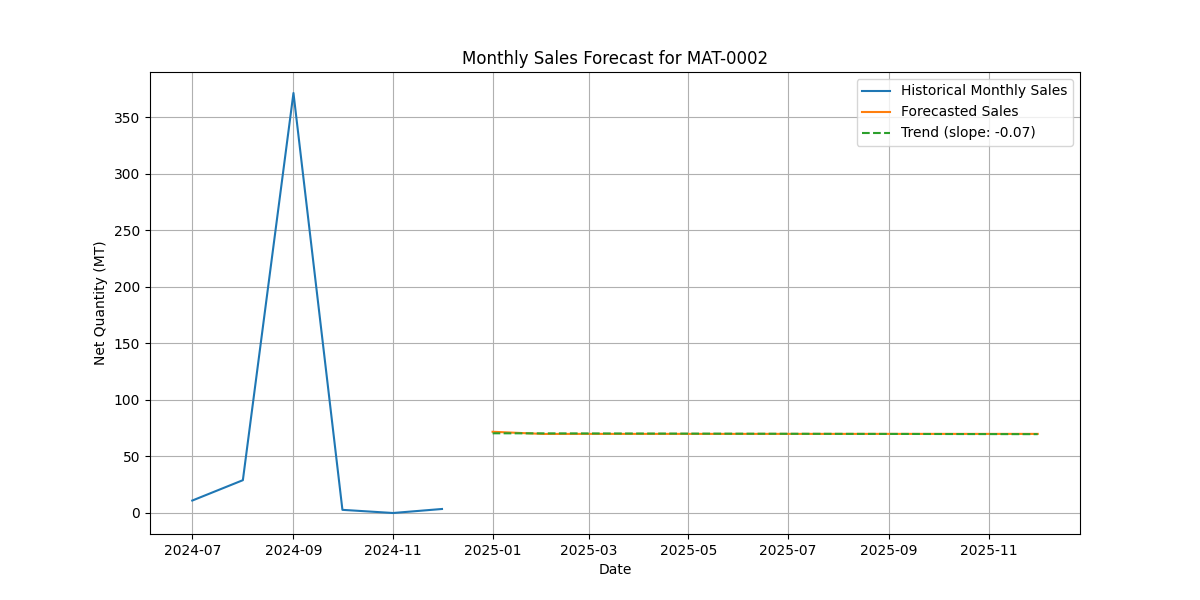 Monthly Sales Forecast for MAT-0002
Historical Monthly Sales
Forecasted Sales
Trend (slope: -0.07)
Net Quantity (MT)
350
300
250
200
150
100
50
0
2024-07 2024-09 2024-11 2025-01 2025-03 2025-05 2025-07 2025-09 2025-11
Date